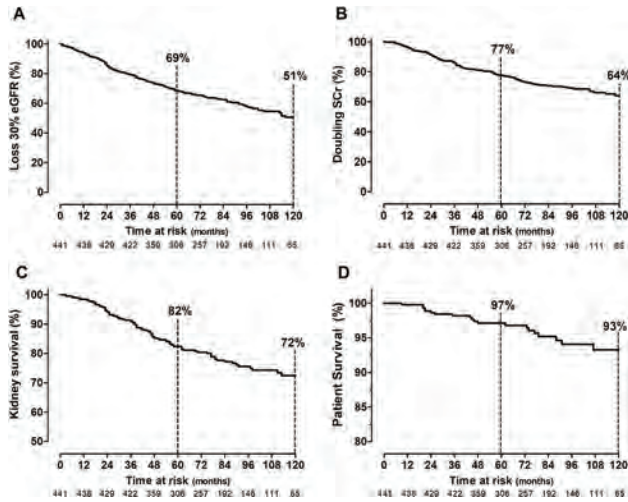 A
Loss 30% eGFR (%)
100
80
60
40
20
0
69%
51%
0 12 24 36 48 60 72 84 96 108 120
Time at risk (months)
441 438 429 422 359 306 257 192 146 111 65
B
Doubling SCr (%)
100
80
60
40
20
0
77%
64%
0 12 24 36 48 60 72 84 96 108 120
Time at risk (months)
441 438 429 422 359 306 257 192 146 111 65
C
Kidney survival (%)
100
90
80
70
60
50
82%
72%
0 12 24 36 48 60 72 84 96 108 120
Time at risk (months)
441 438 429 422 359 306 257 192 146 111 65
D
Patient Survival (%)
100
95
90
85
80
97%
93%
0 12 24 36 48 60 72 84 96 108 120
Time at risk (months)
441 438 429 422 359 306 257 192 146 111 65